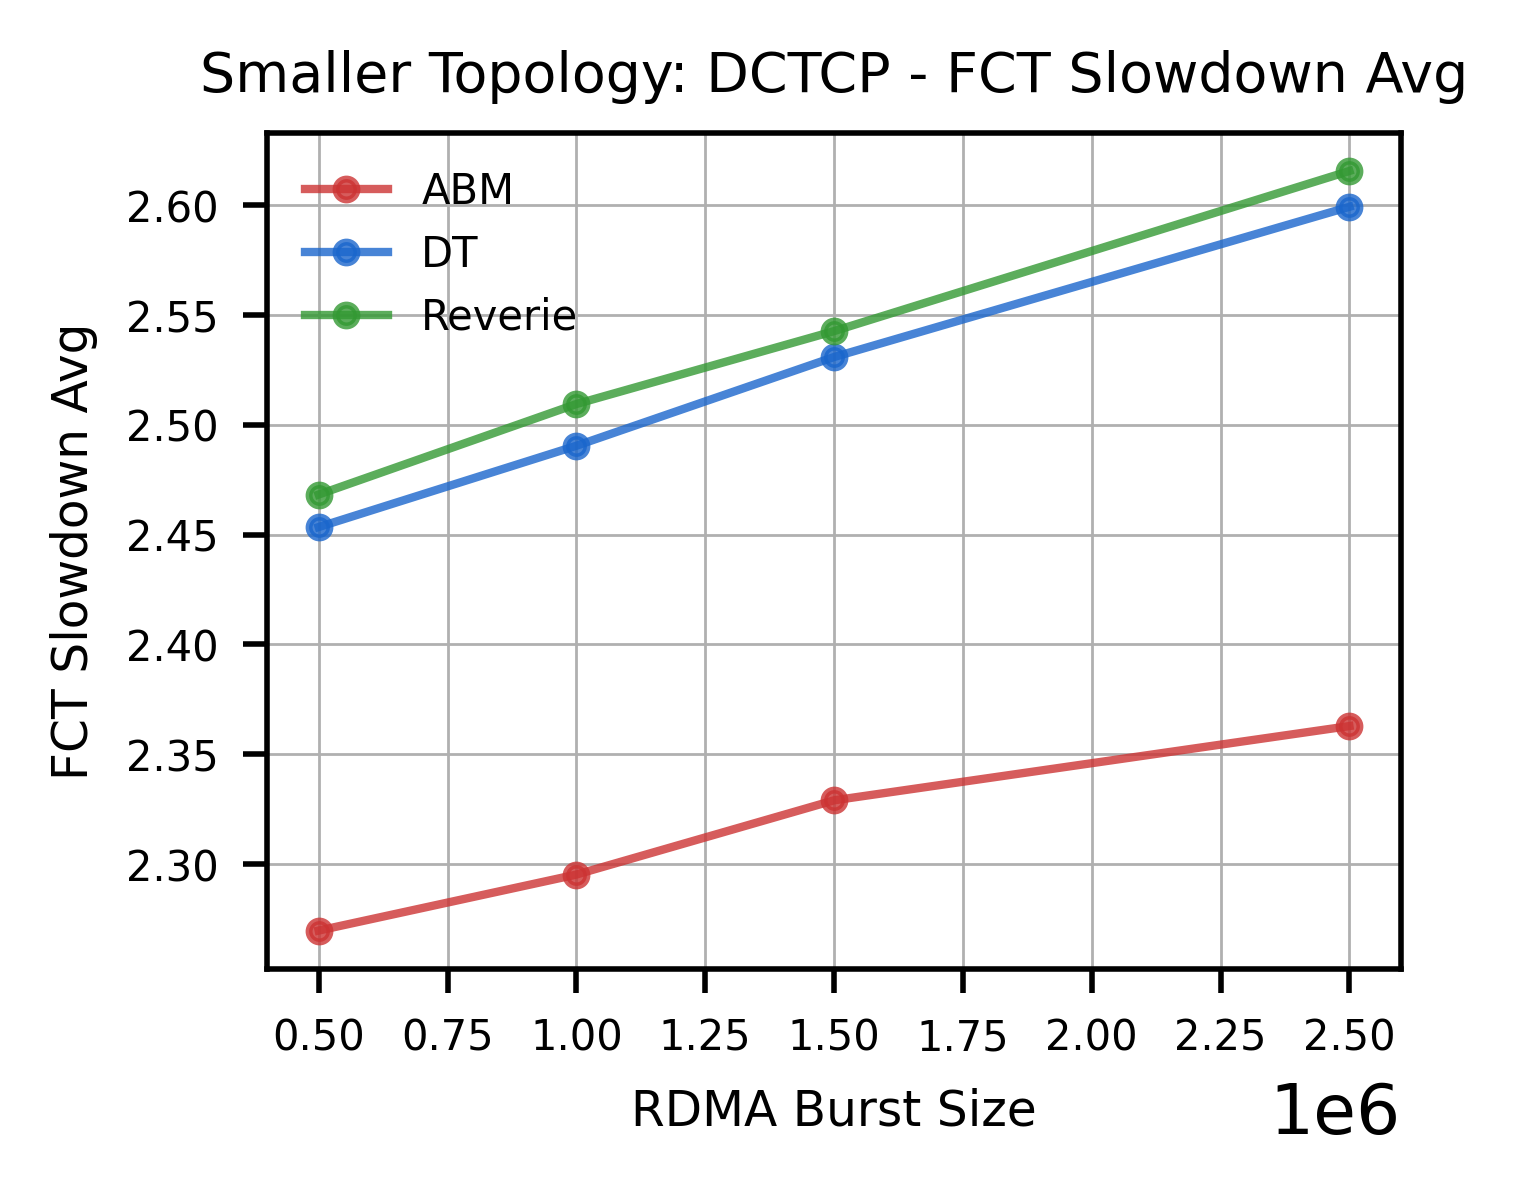 Smaller Topology: DCTCP - FCT Slowdown Avg
ABM
DT
Reverie
FCT Slowdown Avg
2.60
2.55
2.50
2.45
2.40
2.35
2.30
0.50 0.75 1.00 1.25 1.50 1.75 2.00 2.25 2.50
RDMA Burst Size
1e6